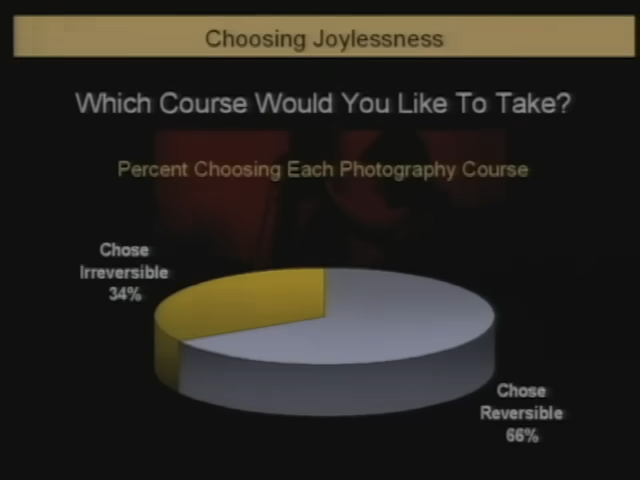 Choosing Joylessness
Which Course Would You Like To Take?
Percent Choosing Each Photography Course
Chose
Irreversible
34%
Chose
Reversible
66%